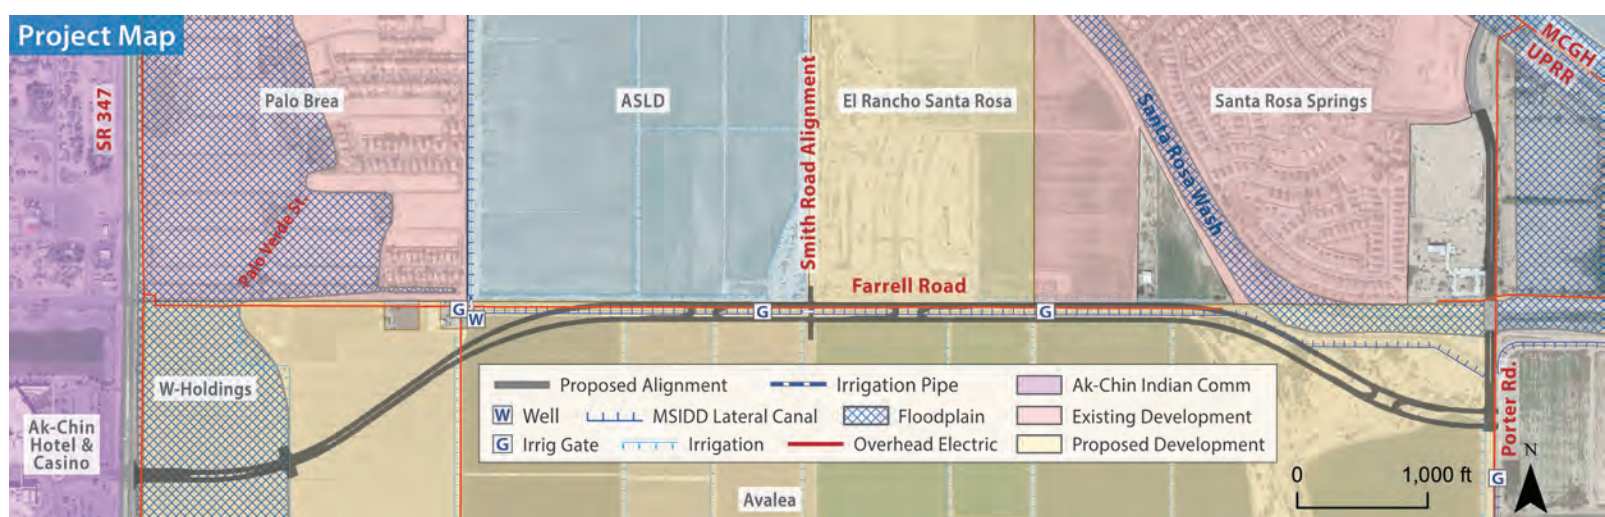 Project Map
SR 347
Palo Brea
ASLD
Smith Road Alignment
El Rancho Santa Rosa
Santa Rosa Wash
Santa Rosa Springs
MCGH
UPRR
Palo Verde St.
Farrell Road
G
W
G
G
W-Holdings
Ak-Chin
Hotel &
Casino
Proposed Alignment
Irrigation Pipe
Ak-Chin Indian Comm
W Well
MSIDD Lateral Canal
Floodplain
Existing Development
G Irrig Gate
Irrigation
Overhead Electric
Proposed Development
Avalea
Porter Rd.
N
0 1,000 ft
G